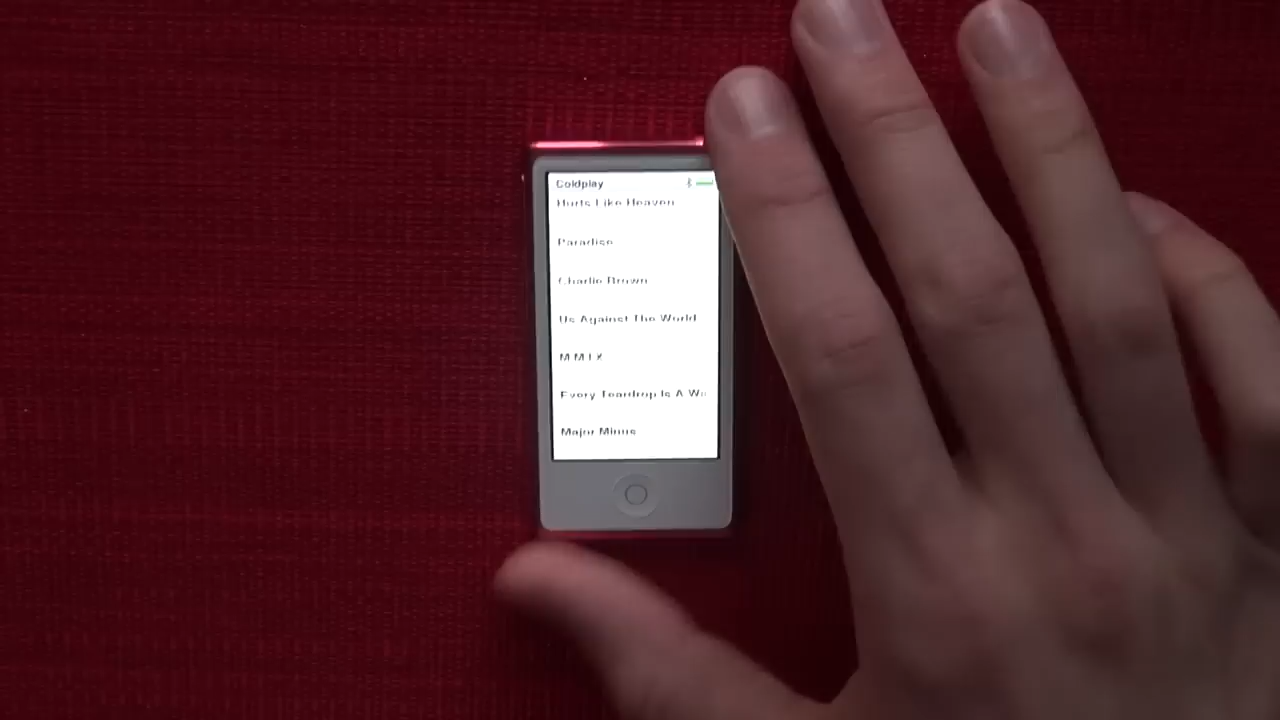 Coldplay
Hurts Like Heaven
Paradise
Charlie Brown
Us Against The World
M.M.I.X.
Every Teardrop Is A Wa
Major Minus